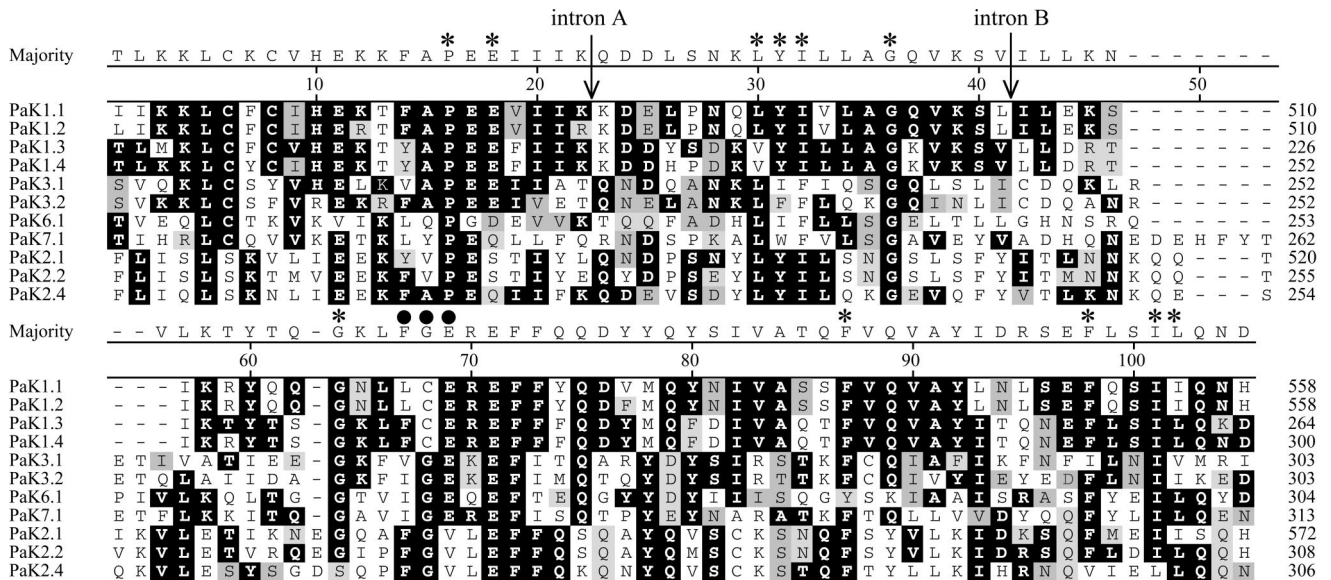 intron A intron B
* * * * * *
Majority T L K K L C K C V H E K K F A P E E I I I K Q D D L S N K L Y I L L A G Q V K S V I L L K N - - - - - - -
10 20 30 40 50
PaK1.1 I I K K L C F C I H E K T F A P E E V I I K K D E L P N Q L Y I V L A G Q V K S L I L E K S - - - - - - - 510
PaK1.2 L I K K L C F C I H E R T F A P E E V I I R K D E L P N Q L Y I V L A G Q V K S L I L E K S - - - - - - - 510
PaK1.3 T L M K L C F C V H E K T Y A P E E F I I K K D D Y S D K V Y I L L A G K V K S V L L D R T - - - - - - - 226
PaK1.4 T L K K L C Y C I H E K T Y A P E E F I I K K D D H P D K V Y I L L A G K V K S V L L D R T - - - - - - - 252
PaK3.1 S V Q K L C S Y V H E L K V A P E E I I A T Q N D Q A N K L I F I Q S G Q L S L I C D Q K L R - - - - - - 252
PaK3.2 S V K K L C S F V R E K R F A P E E I V E T Q N E L A N K L F F L Q K G Q I N L I C D Q A N R - - - - - - 252
PaK6.1 T V E Q L C T K V K V I K L Q P G D E V V K T Q Q F A D H L I F L L S G E L T L L G H N S R Q - - - - - - 253
PaK7.1 T I H R L C Q V V K E T K L Y P E Q L L F Q R N D S P K A L W F V L S G A V E Y V A D H Q N E D E H F Y T 262
PaK2.1 F L I S L S K V L I E E K Y V P E S T I Y L Q N D P S N Y L Y I L S N G S L S F Y I T L N N K Q Q - - - T 520
PaK2.2 F L I S L S K T M V E E K F V P E S T I Y E Q Y D P S E Y L Y I L S N G S L S F Y I T M N N K Q Q - - - T 255
PaK2.4 F L I Q L S K N L I E E K F A P E Q I I F K Q D E V S D Y L Y I L Q K G E V Q F Y V T L K N K Q E - - - S 254
* ● ● ● * * * *
Majority - - V L K T Y T Q - G K L F G E R E F F Q Q D Y Y Q Y S I V A T Q F V Q V A Y I D R S E F L S I L Q N D
60 70 80 90 100
PaK1.1 - - - I K R Y Q Q - G N L L C E R E F F Y Q D V M Q Y N I V A S S F V Q V A Y L N L S E F Q S I I Q N H 558
PaK1.2 - - - I K R Y Q Q - G N L L C E R E F F Y Q D F M Q Y N I V A S S F V Q V A Y L N L S E F Q S I I Q N H 558
PaK1.3 - - - I K T Y T S - G K L F C E R E F F F Q D Y M Q F D I V A Q T F V Q V A Y I T Q N E F L S I L Q K D 264
PaK1.4 - - - I K R Y T S - G K L F C E R E F F F Q D Y M Q F D I V A Q T F V Q V A Y I T Q N E F L S I L Q N D 300
PaK3.1 E T I V A T I E E - G K F V G E K E F I T Q A R Y D Y S I R S T K F C Q I A F I K F N F I L N I V M R I 303
PaK3.2 E T Q L A I I D A - G K F I G E K E F I M Q T Q Y D Y S I R T T K F C Q I V Y I E Y E D F L N I I K E D 303
PaK6.1 P I V L K Q L T G - G T V I G E Q E F T E Q G Y Y D Y I I I S Q G Y S K I A A I S R A S F Y E I L Q Y D 304
PaK7.1 E T F L K K I T Q - G A V I G E R E F I S Q T P Y E Y N A R A T K F T Q L L V V D Y Q Q F Y L I L Q E N 313
PaK2.1 I K V L E T I K N E G Q A F G V L E F F Q S Q A Y Q M S C K S N Q F S Y V L K I D K S Q F M E I I S Q H 572
PaK2.2 V K V L E T V R Q E G I P F G V L E F F Q S Q A Y Q V S C K S N Q F S Y V L K I D R S Q F L D I L Q Q H 308
PaK2.4 Q K V L E S Y S G D S Q P F G V L E F F Q K Q N Y Q V S C K S T Q F T Y L L K I H R N Q V I E L L Q Q N 306